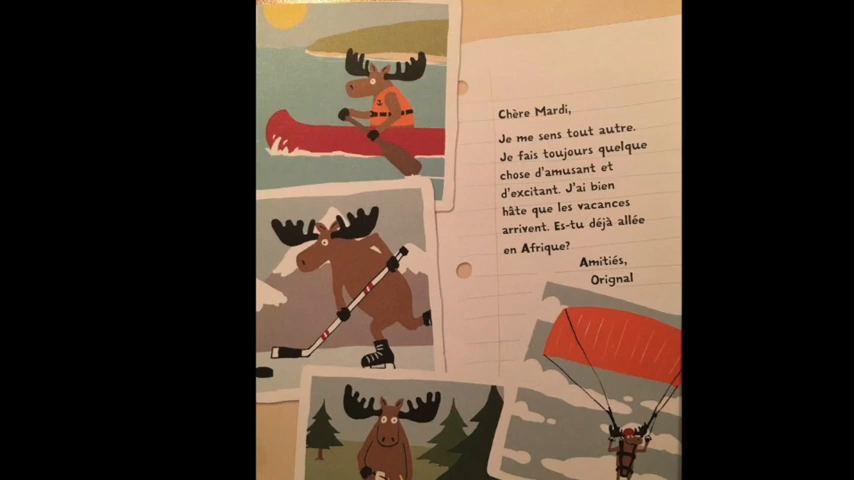 Chère Mardi,
Je me sens tout autre.
Je fais toujours quelque
chose d'amusant et
d'excitant. J'ai bien
hâte que les vacances
arrivent. Es-tu déjà allée
en Afrique?
Amitiés,
Orignal